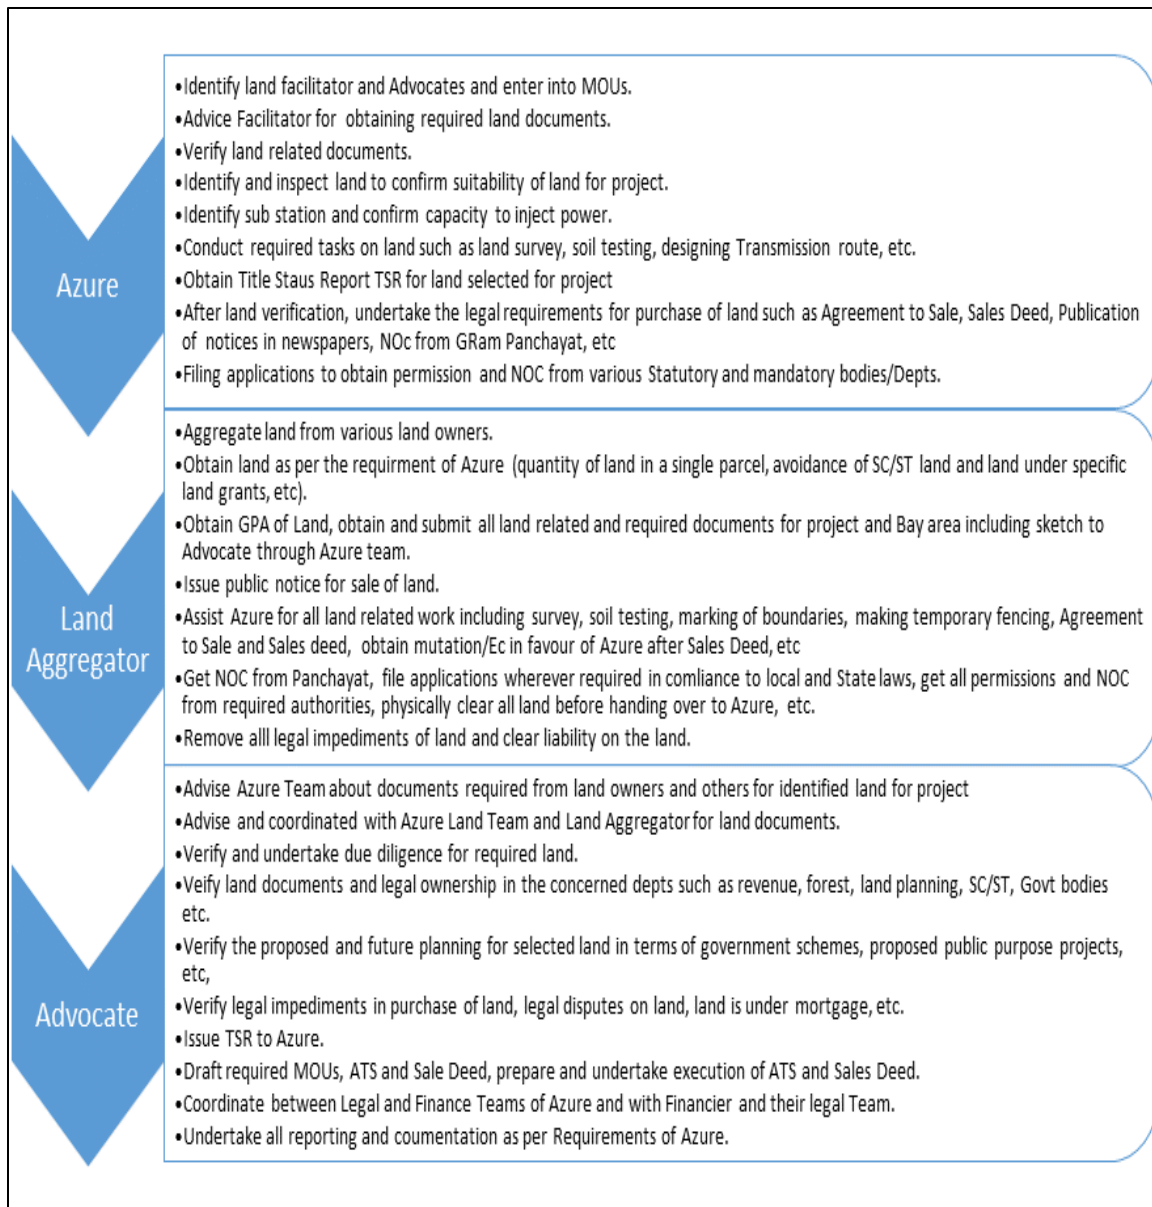 Azure
•Identify land facilitator and Advocates and enter into MOUs.
•Advice Facilitator for obtaining required land documents.
•Verify land related documents.
•Identify and inspect land to confirm suitability of land for project.
•Identify sub station and confirm capacity to inject power.
•Conduct required tasks on land such as land survey, soil testing, designing Transmission route, etc.
•Obtain Title Staus Report TSR for land selected for project
•After land verification, undertake the legal requirements for purchase of land such as Agreement to Sale, Sales Deed, Publication
of notices in newspapers, NOc from GRam Panchayat, etc
•Filing applications to obtain permission and NOC from various Statutory and mandatory bodies/Depts.
Land
Aggregator
•Aggregate land from various land owners.
•Obtain land as per the requirment of Azure (quantity of land in a single parcel, avoidance of SC/ST land and land under specific
land grants, etc).
•Obtain GPA of Land, obtain and submit all land related and required documents for project and Bay area including sketch to
Advocate through Azure team.
•Issue public notice for sale of land.
•Assist Azure for all land related work including survey, soil testing, marking of boundaries, making temporary fencing, Agreement
to Sale and Sales deed, obtain mutation/Ec in favour of Azure after Sales Deed, etc
•Get NOC from Panchayat, file applications wherever required in comliance to local and State laws, get all permissions and NOC
from required authorities, physically clear all land before handing over to Azure, etc.
•Remove alll legal impediments of land and clear liability on the land.
Advocate
•Advise Azure Team about documents required from land owners and others for identified land for project
•Advise and coordinated with Azure Land Team and Land Aggregator for land documents.
•Verify and undertake due diligence for required land.
•Veify land documents and legal ownership in the concerned depts such as revenue, forest, land planning, SC/ST, Govt bodies
etc.
•Verify the proposed and future planning for selected land in terms of government schemes, proposed public purpose projects,
etc,
•Verify legal impediments in purchase of land, legal disputes on land, land is under mortgage, etc.
•Issue TSR to Azure.
•Draft required MOUs, ATS and Sale Deed, prepare and undertake execution of ATS and Sales Deed.
•Coordinate between Legal and Finance Teams of Azure and with Financier and their legal Team.
•Undertake all reporting and coumentation as per Requirements of Azure.